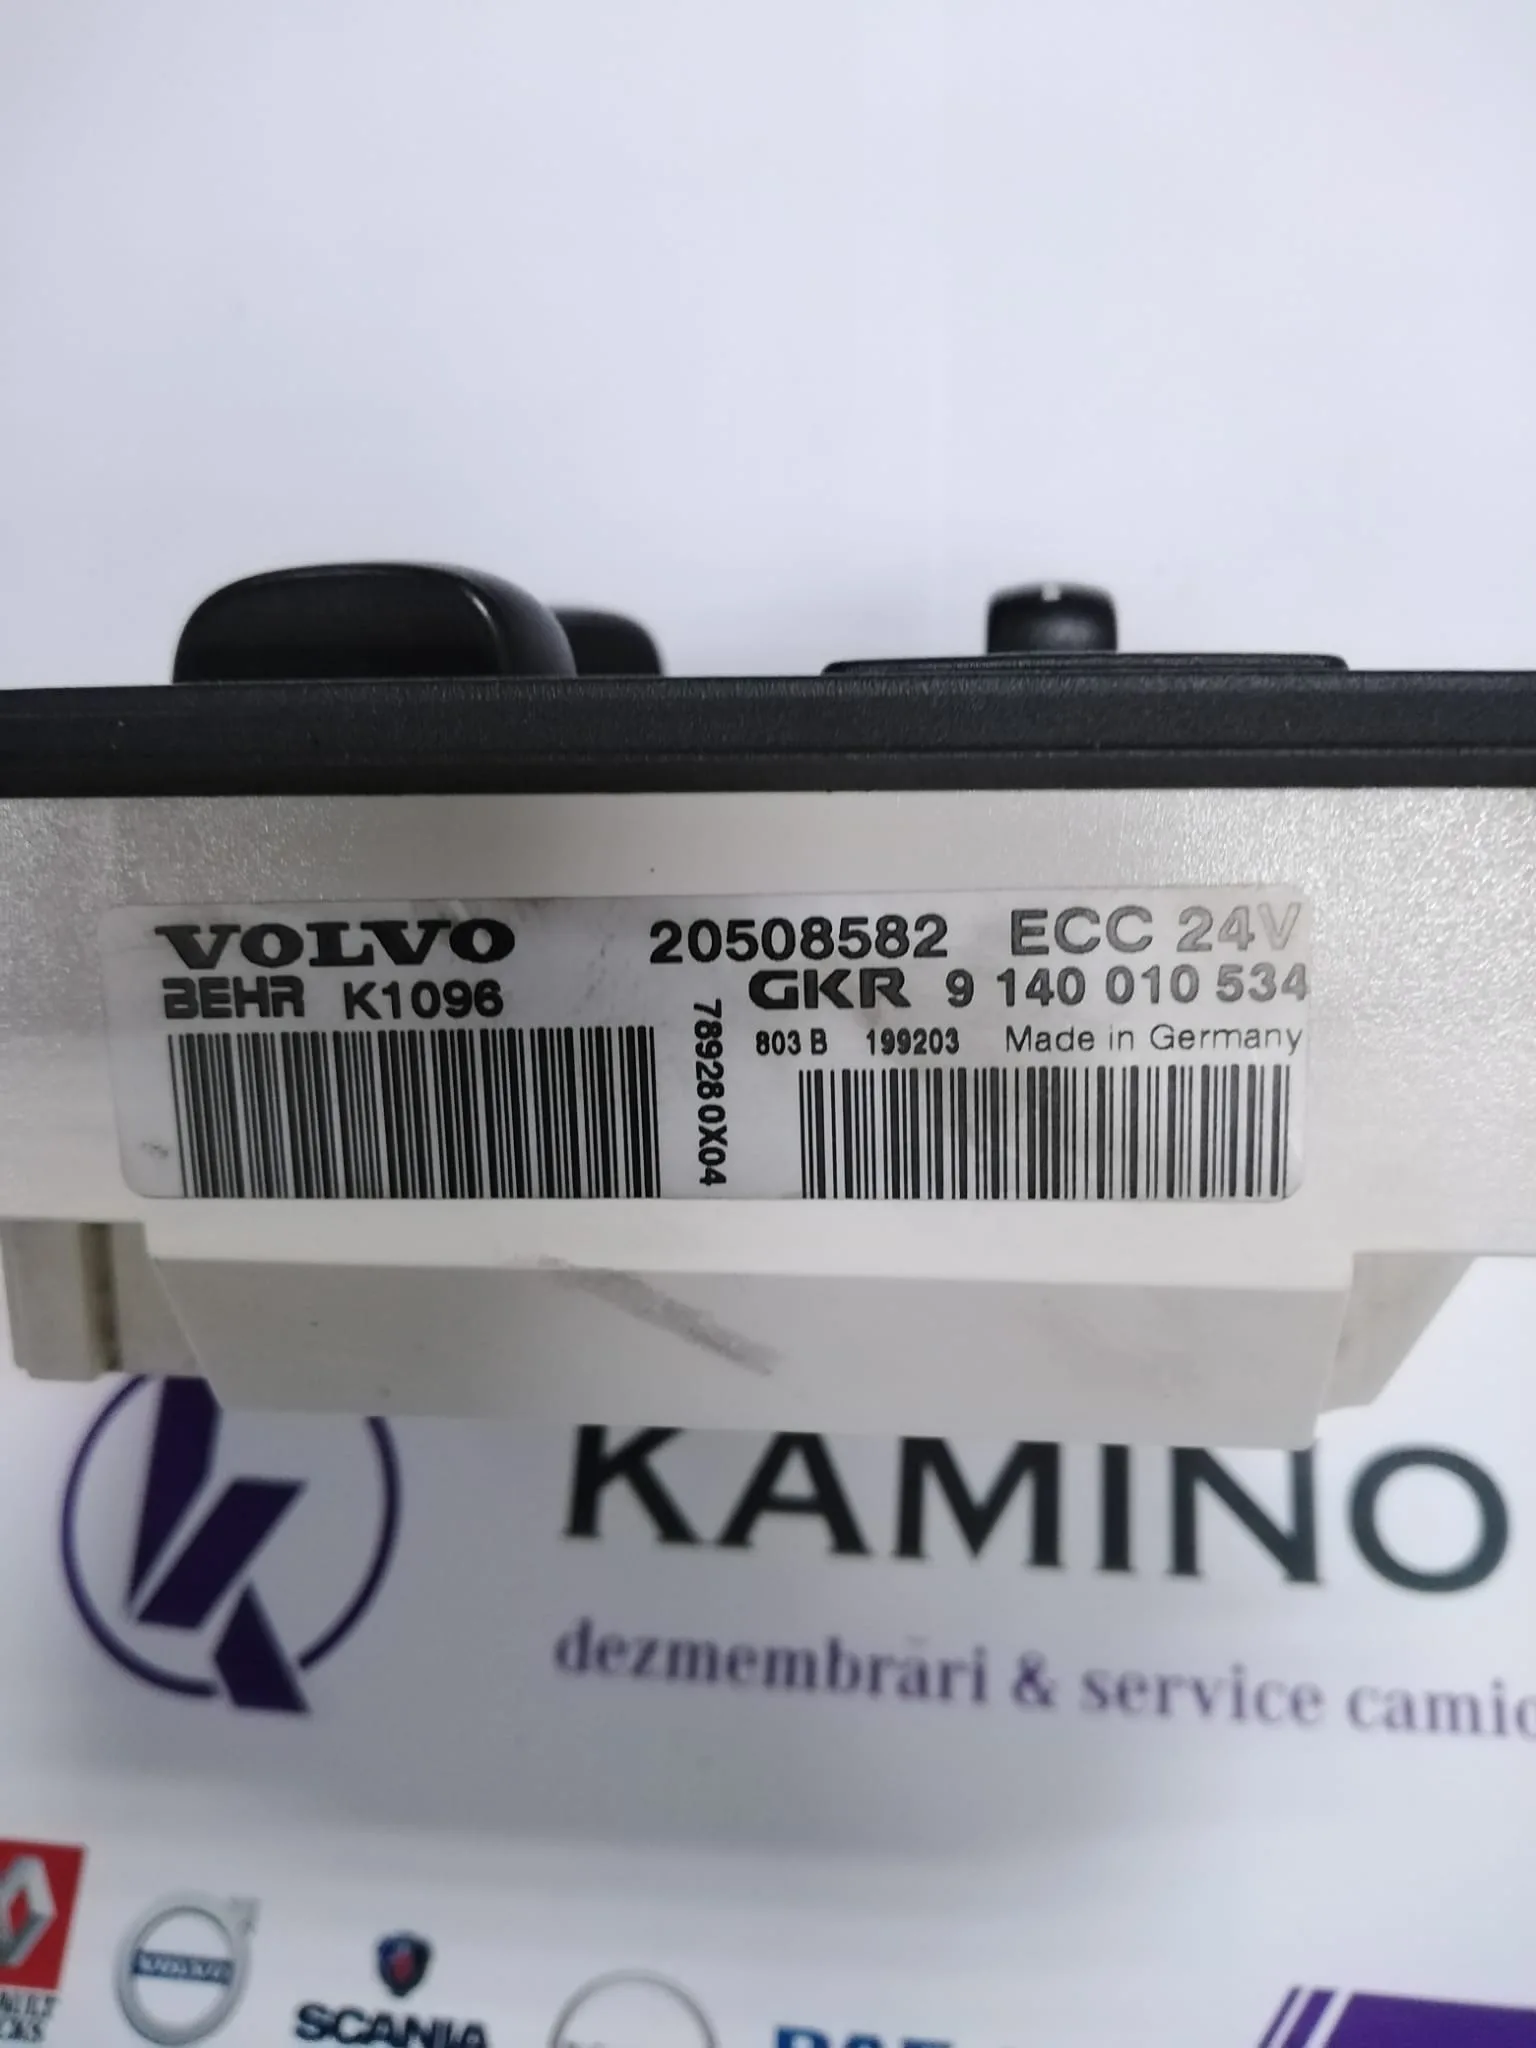 VOLVO 20508582 ECC 24V
BEHR K1096 GKR 9 140 010 534
789280X04
803 B 199203 Made in Germany
KAMINO
dezmembrări & service
SCANIA